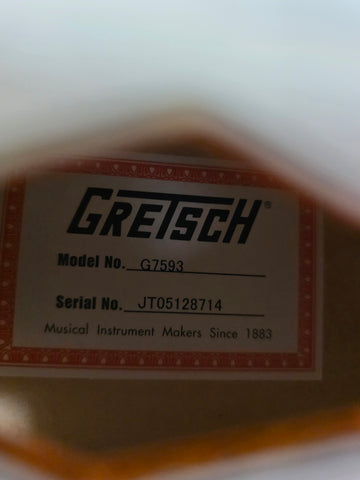 GRETSCH®
Model No. G7593
Serial No. JT05128714
Musical Instrument Makers Since 1883